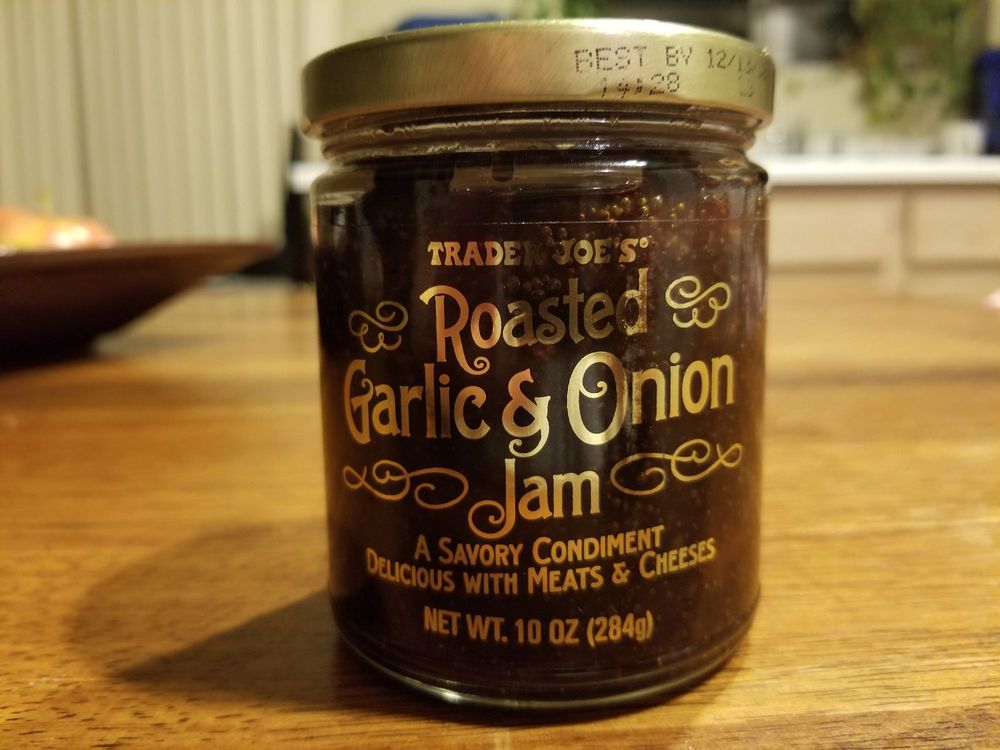 BEST BY 12/13
14:28
TRADER JOE'S®
Roasted
Garlic & Onion
Jam
A SAVORY CONDIMENT
DELICIOUS WITH MEATS & CHEESES
NET WT. 10 OZ (284g)